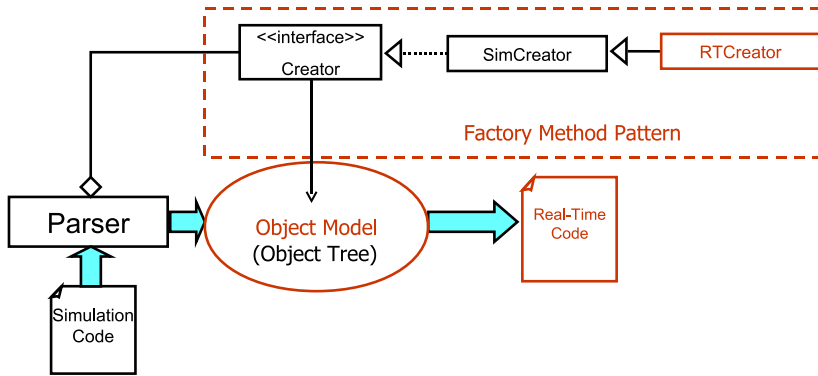 <<interface>>
Creator
SimCreator
RTCreator
Factory Method Pattern
Parser
Object Model
(Object Tree)
Real-Time
Code
Simulation
Code